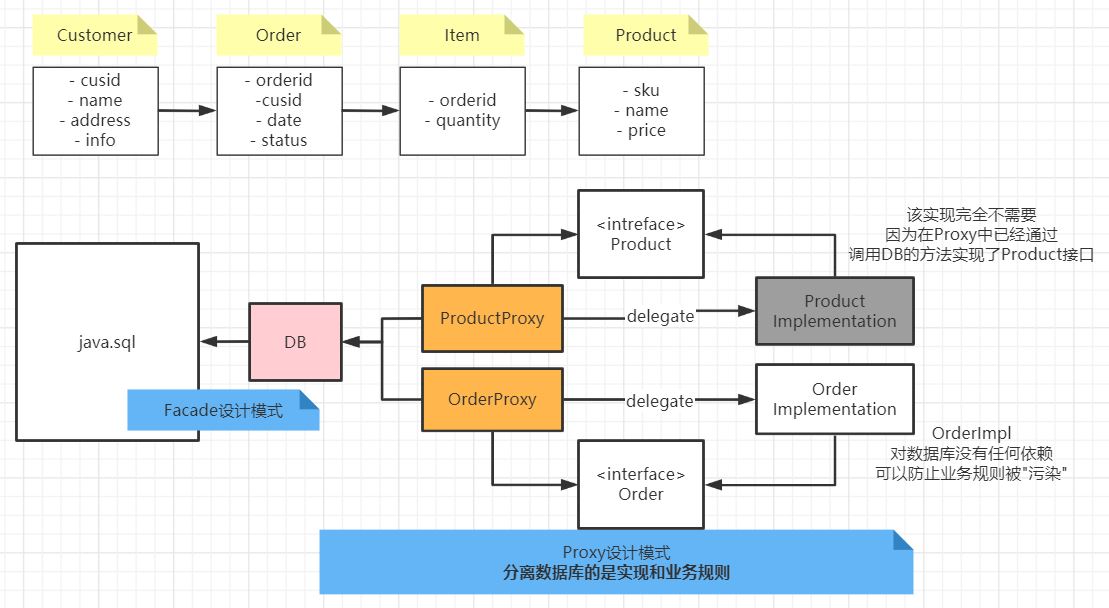 Customer
- cusid
- name
- address
- info
Order
- orderid
-cusid
- date
- status
Item
- orderid
- quantity
Product
- sku
- name
- price
<intreface>
Product
该实现完全不需要
因为在Proxy中已经通过
调用DB的方法实现了Product接口
java.sql
DB
ProductProxy
delegate
Product
Implementation
Facade设计模式
OrderProxy
delegate
Order
Implementation
OrderImpl
对数据库没有任何依赖
可以防止业务规则被"污染"
<interface>
Order
Proxy设计模式
分离数据库的是实现和业务规则